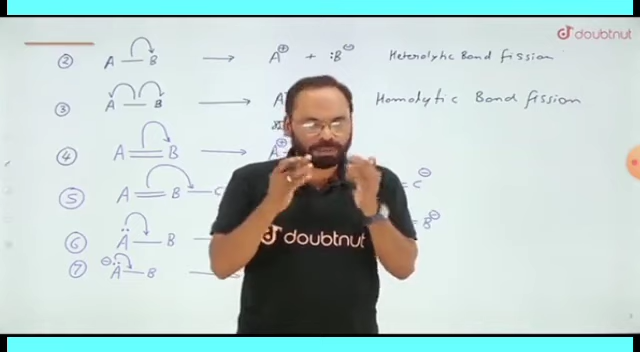 doubtnut
② A — B ⟶ A⊕ + :B⊖ Heterolytic Bond fission
③ A — B ⟶ A Homolytic Bond fission
④ A = B ⟶ A⊕
⑤ A = B — C = C⊖
⑥ Ä — B = B⊖
⑦ ⊖ Ä — B
doubtnut